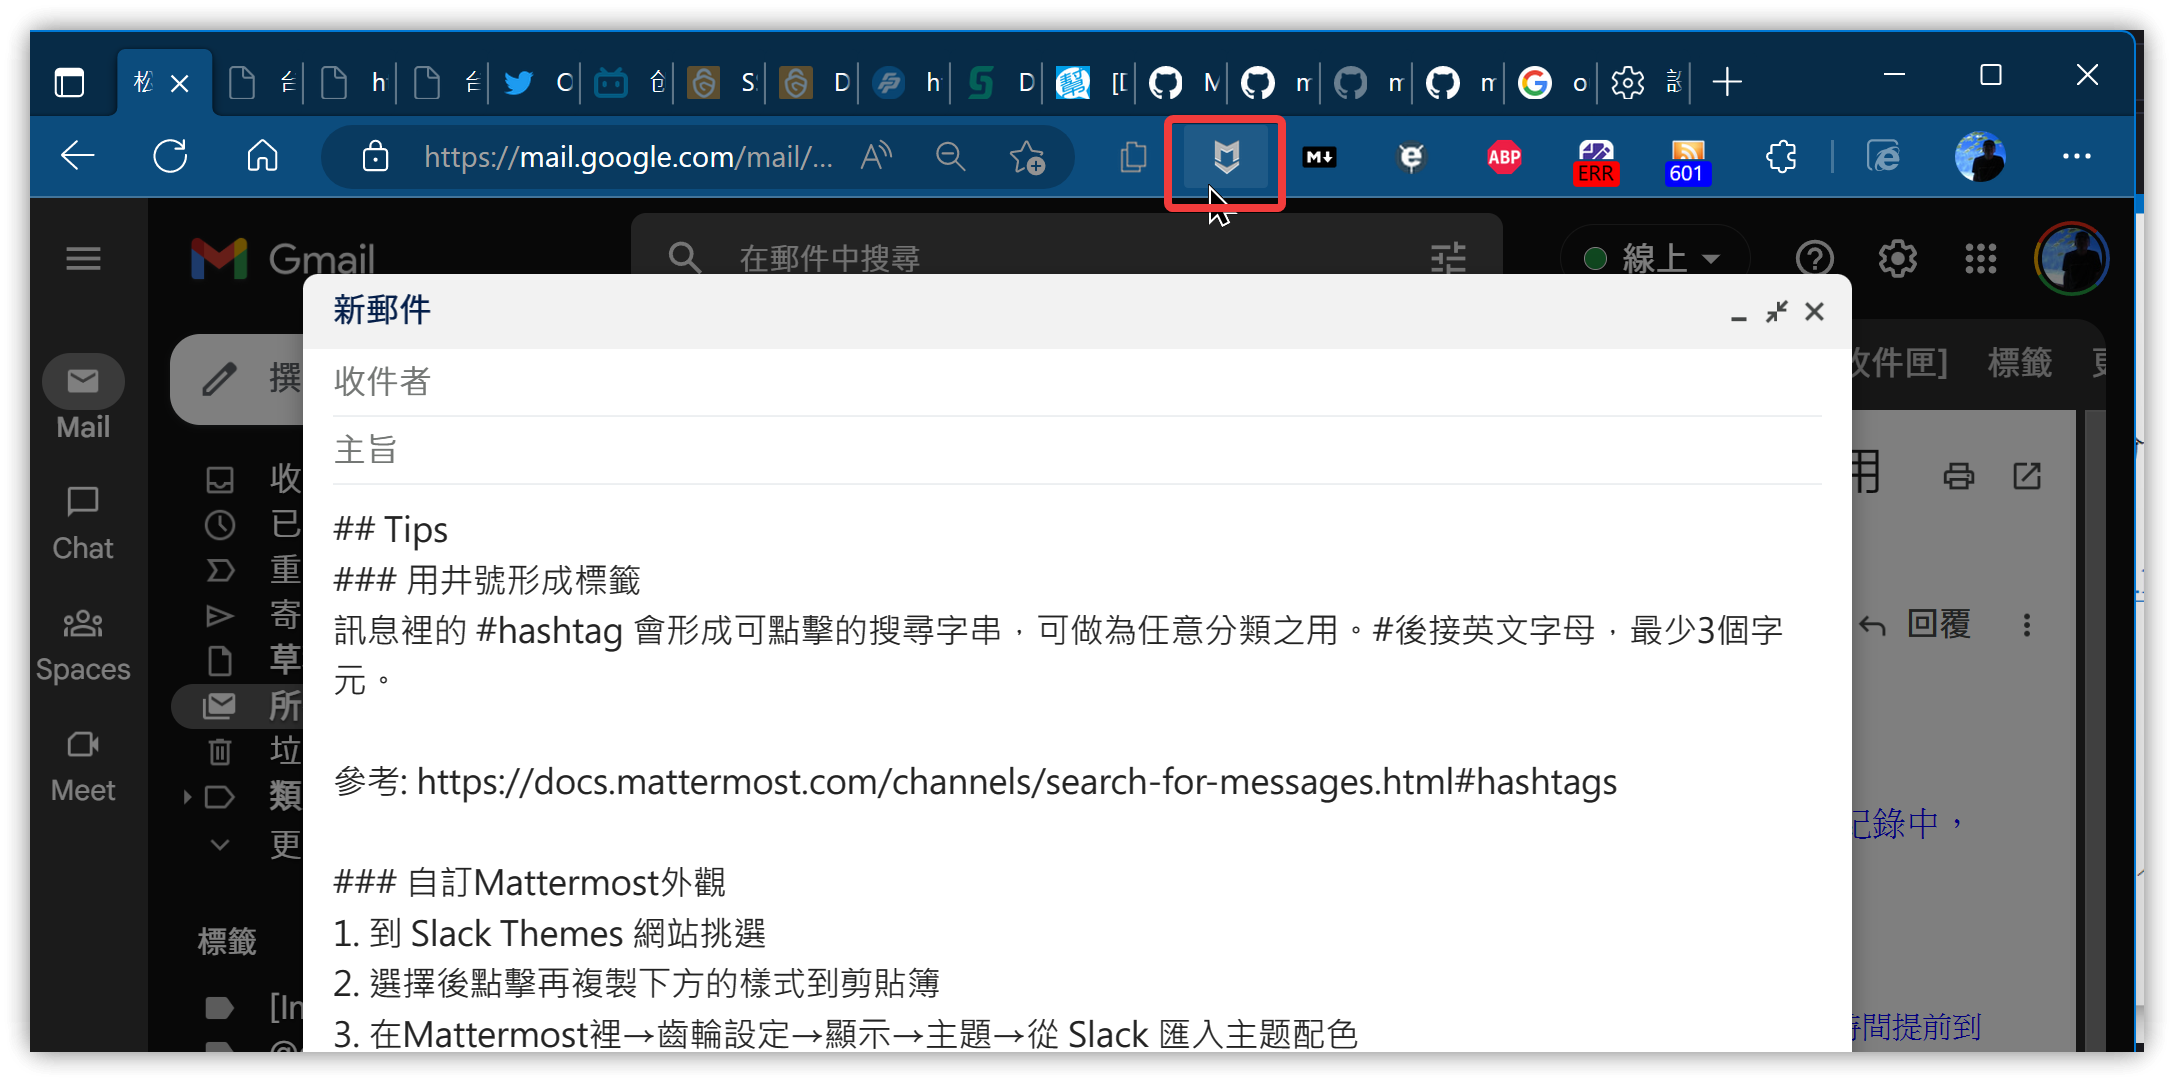 松
台
h
台
O
创
S
D
h
D
[D
M
m
m
m
o
設
https://mail.google.com/mail/...
M↓
e
ABP
ERR
601
Gmail
在郵件中搜尋
線上
新郵件
收件匣]
標籤
更
撰
收件者
Mail
主旨
用
收
已
Chat
重
## Tips
### 用井號形成標籤
寄
訊息裡的 #hashtag 會形成可點擊的搜尋字串，可做為任意分類之用。#後接英文字母，最少3個字
元。
回覆
草
Spaces
所
垃
參考: https://docs.mattermost.com/channels/search-for-messages.html#hashtags
Meet
類
記錄中，
更
### 自訂Mattermost外觀
1. 到 Slack Themes 網站挑選
標籤
2. 選擇後點擊再複製下方的樣式到剪貼簿
[In
3. 在Mattermost裡→齒輪設定→顯示→主題→從 Slack 匯入主題配色
時間提前到
@